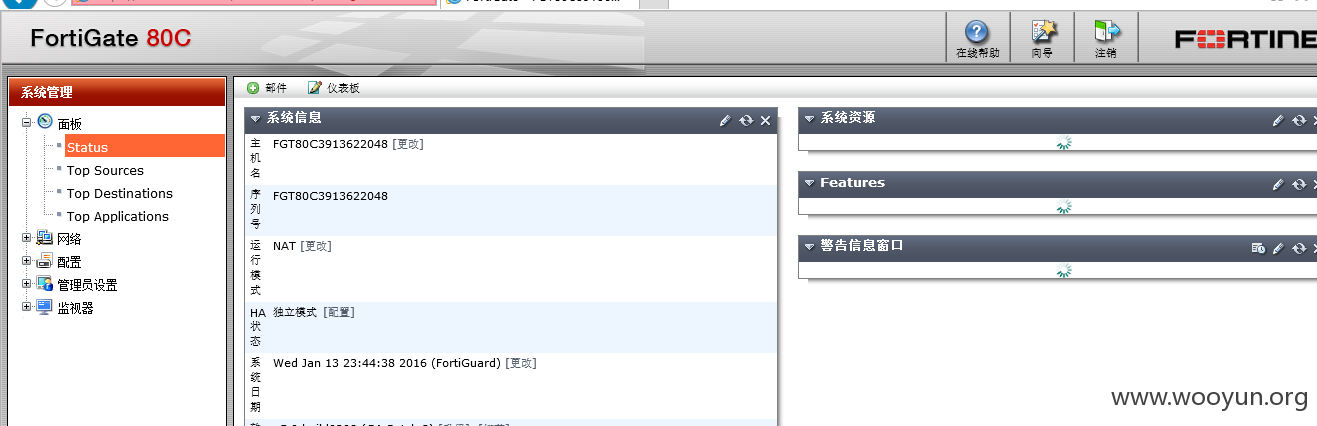 FortiGate 80C
在线帮助
向导
注销
FORTINE
系统管理
面板
Status
Top Sources
Top Destinations
Top Applications
网络
配置
管理员设置
监视器
部件
仪表板
系统信息
主机名 FGT80C3913622048 [更改]
序列号 FGT80C3913622048
运行模式 NAT [更改]
HA状态 独立模式 [配置]
系统日期 Wed Jan 13 23:44:38 2016 (FortiGuard) [更改]
系统资源
Features
警告信息窗口
www.wooyun.org